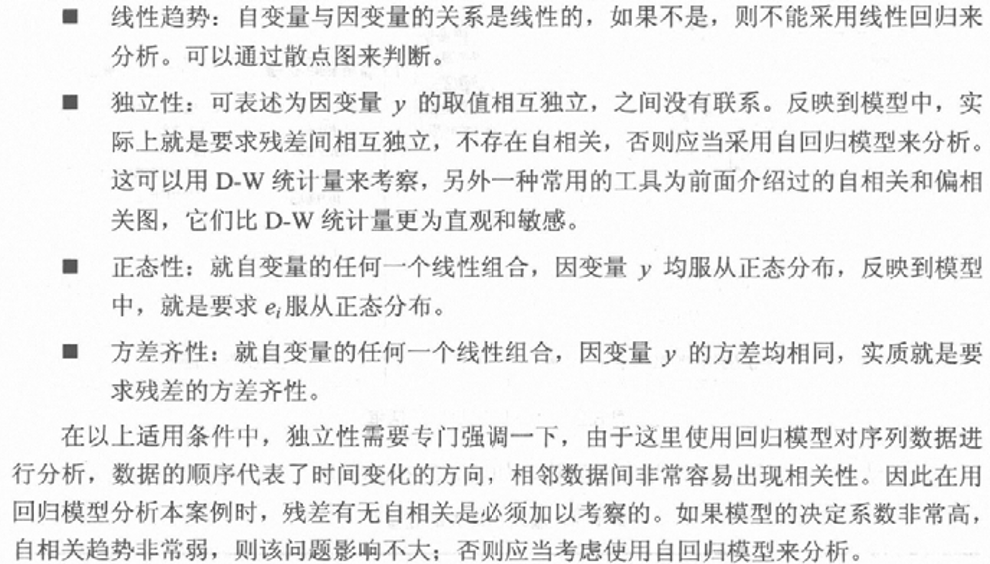 ■ 线性趋势：自变量与因变量的关系是线性的，如果不是，则不能采用线性回归来
分析。可以通过散点图来判断。
■ 独立性：可表述为因变量 y 的取值相互独立，之间没有联系。反映到模型中，实
际上就是要求残差间相互独立，不存在自相关，否则应当采用自回归模型来分析。
这可以用 D-W 统计量来考察，另外一种常用的工具为前面介绍过的自相关和偏相
关图，它们比 D-W 统计量更为直观和敏感。
■ 正态性：就自变量的任何一个线性组合，因变量 y 均服从正态分布，反映到模型
中，就是要求 ei服从正态分布。
■ 方差齐性：就自变量的任何一个线性组合，因变量 y 的方差均相同，实质就是要
求残差的方差齐性。
在以上适用条件中，独立性需要专门强调一下，由于这里使用回归模型对序列数据进
行分析，数据的顺序代表了时间变化的方向，相邻数据间非常容易出现相关性。因此在用
回归模型分析本案例时，残差有无自相关是必须加以考察的。如果模型的决定系数非常高，
自相关趋势非常弱，则该问题影响不大；否则应当考虑使用自回归模型来分析。